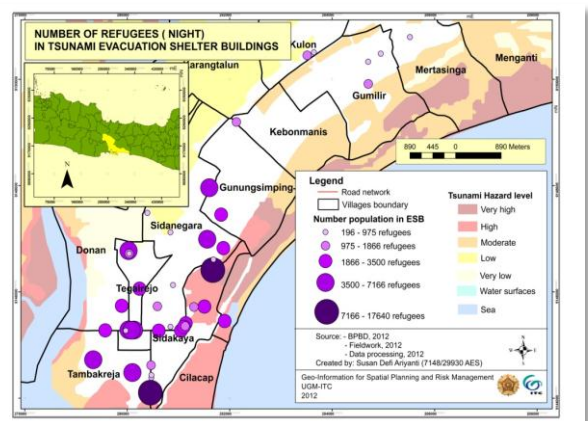 NUMBER OF REFUGEES ( NIGHT)
IN TSUNAMI EVACUATION SHELTER BUILDINGS
Kulon
Karangtalun
Menganti
Mertasinga
Gumilir
Kebonmanis
N
890 445 0 890 Meters
Gunungsimping
Sidanegara
Donan
Tegalrejo
Sidakaya
Tambakreja
Cilacap
Legend
Road network
Villages boundary
Number population in ESB
196 - 975 refugees
975 - 1866 refugees
1866 - 3500 refugees
3500 - 7166 refugees
7166 - 17640 refugees
Tsunami Hazard level
Very high
High
Moderate
Low
Very low
Water surfaces
Sea
Source: - BPBD, 2012
- Fieldwork, 2012
- Data processing, 2012
Created by: Susan Defi Ariyanti (7148/29930 AES)
Geo-Information for Spatial Planning and Risk Management
UGM-ITC
2012
ITC